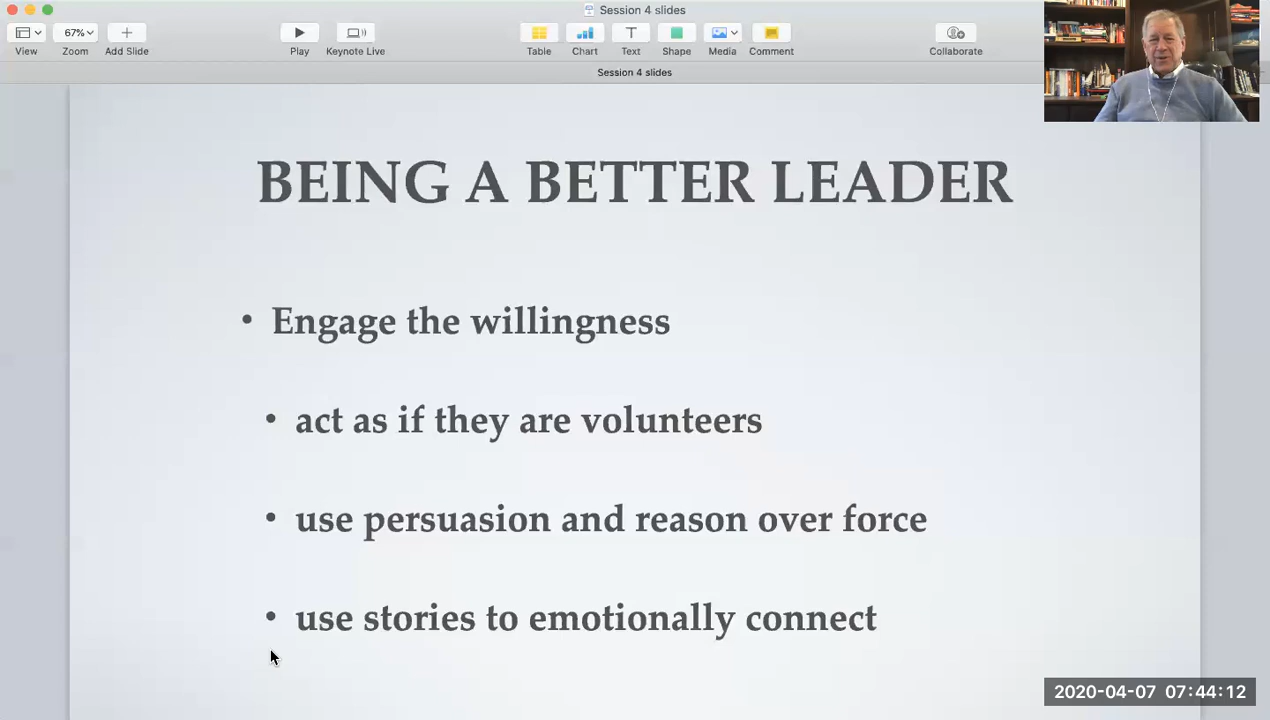 Session 4 slides
67%
View
Zoom
Add Slide
Play
Keynote Live
Table
Chart
Text
Shape
Media
Comment
Collaborate
Session 4 slides
BEING A BETTER LEADER
• Engage the willingness
• act as if they are volunteers
• use persuasion and reason over force
• use stories to emotionally connect
2020-04-07 07:44:12